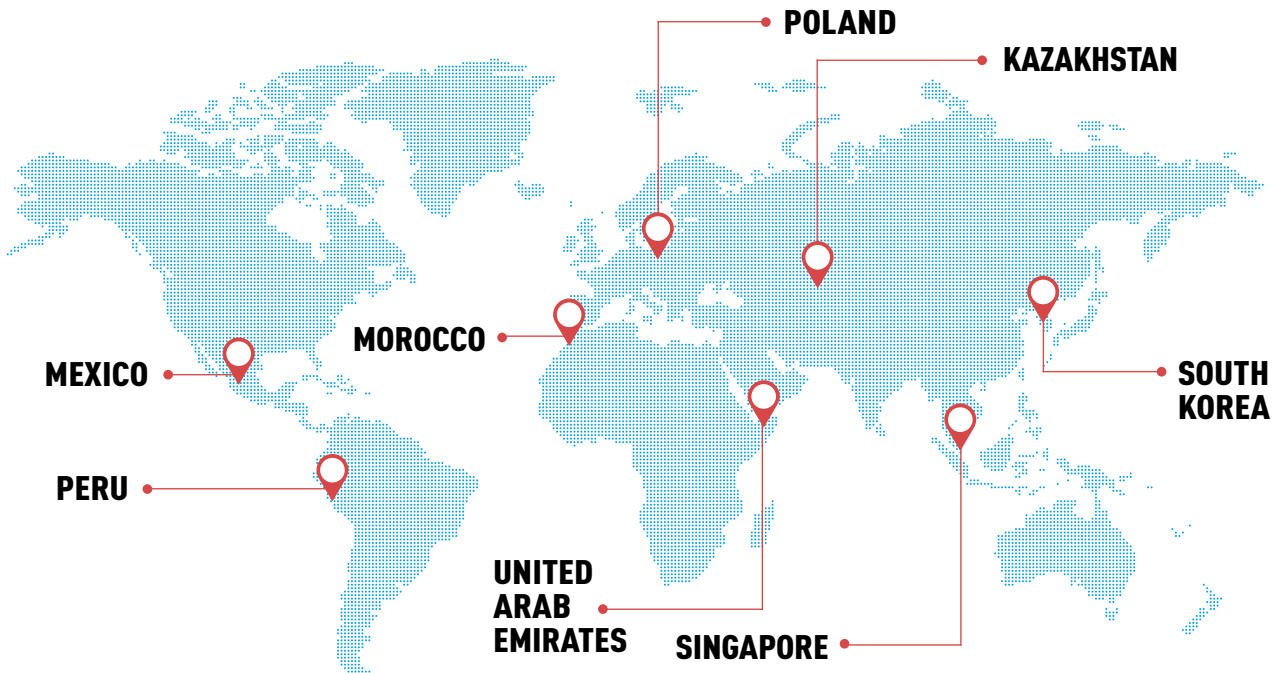 POLAND
KAZAKHSTAN
MOROCCO
MEXICO
SOUTH
KOREA
PERU
UNITED
ARAB
EMIRATES
SINGAPORE